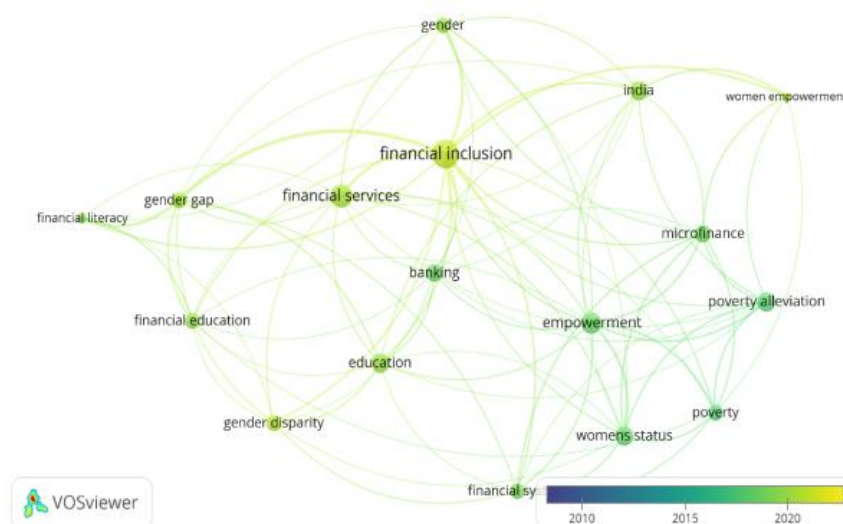 gender
india
women empowermen
financial inclusion
financial services
gender gap
financial literacy
microfinance
banking
poverty alleviation
financial education
empowerment
education
gender disparity
poverty
womens status
financial sy
VOSviewer
2010 2015 2020